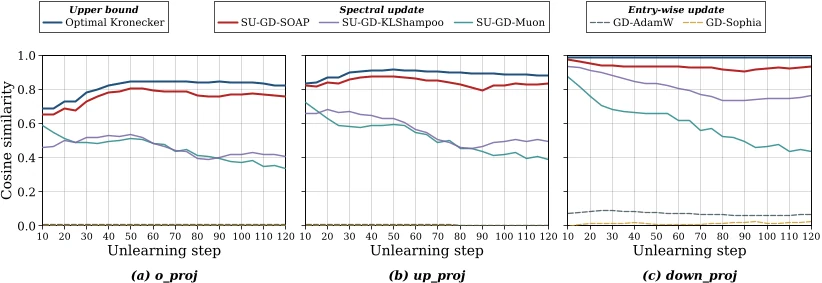 Upper bound
Optimal Kronecker
Spectral update
SU-GD-SOAP SU-GD-KLShampoo SU-GD-Muon
Entry-wise update
GD-AdamW GD-Sophia
Cosine similarity
1.0
0.8
0.6
0.4
0.2
0.0
10 20 30 40 50 60 70 80 90 100 110 120
Unlearning step
(a) o_proj
10 20 30 40 50 60 70 80 90 100 110 120
Unlearning step
(b) up_proj
10 20 30 40 50 60 70 80 90 100 110 120
Unlearning step
(c) down_proj